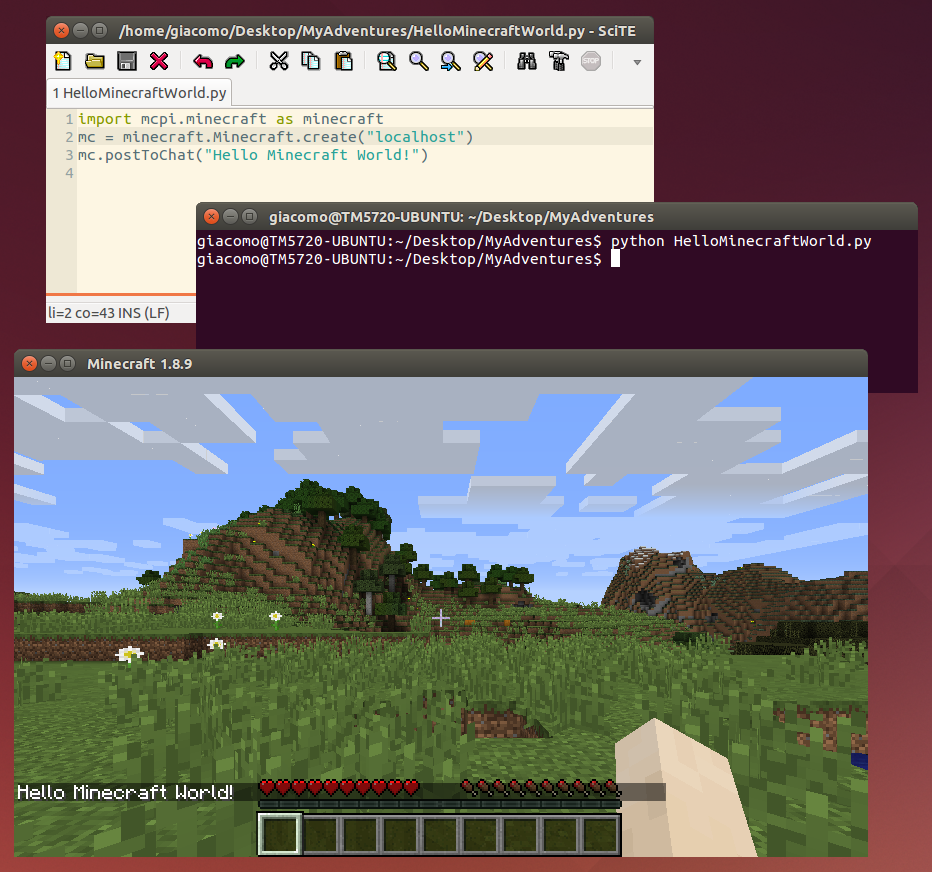 /home/giacomo/Desktop/MyAdventures/HelloMinecraftWorld.py - SciTE
STOP
1 HelloMinecraftWorld.py
1 import mcpi.minecraft as minecraft
2 mc = minecraft.Minecraft.create("localhost")
3 mc.postToChat("Hello Minecraft World!")
4
li=2 co=43 INS (LF)
giacomo@TM5720-UBUNTU: ~/Desktop/MyAdventures
giacomo@TM5720-UBUNTU:~/Desktop/MyAdventures$ python HelloMinecraftWorld.py
giacomo@TM5720-UBUNTU:~/Desktop/MyAdventures$
Minecraft 1.8.9
Hello Minecraft World!